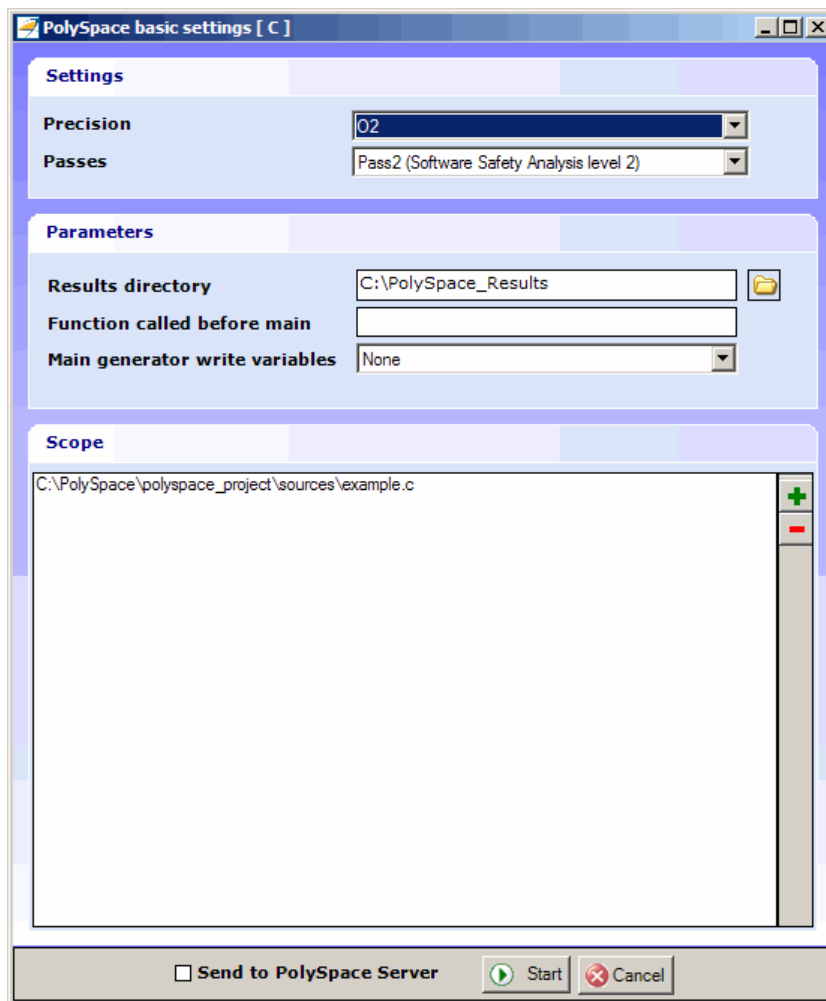 PolySpace basic settings [ C ]
Settings
Precision
O2
Passes
Pass2 (Software Safety Analysis level 2)
Parameters
Results directory
C:\PolySpace_Results
Function called before main
Main generator write variables
None
Scope
C:\PolySpace\polyspace_project\sources\example.c
Send to PolySpace Server
Start
Cancel